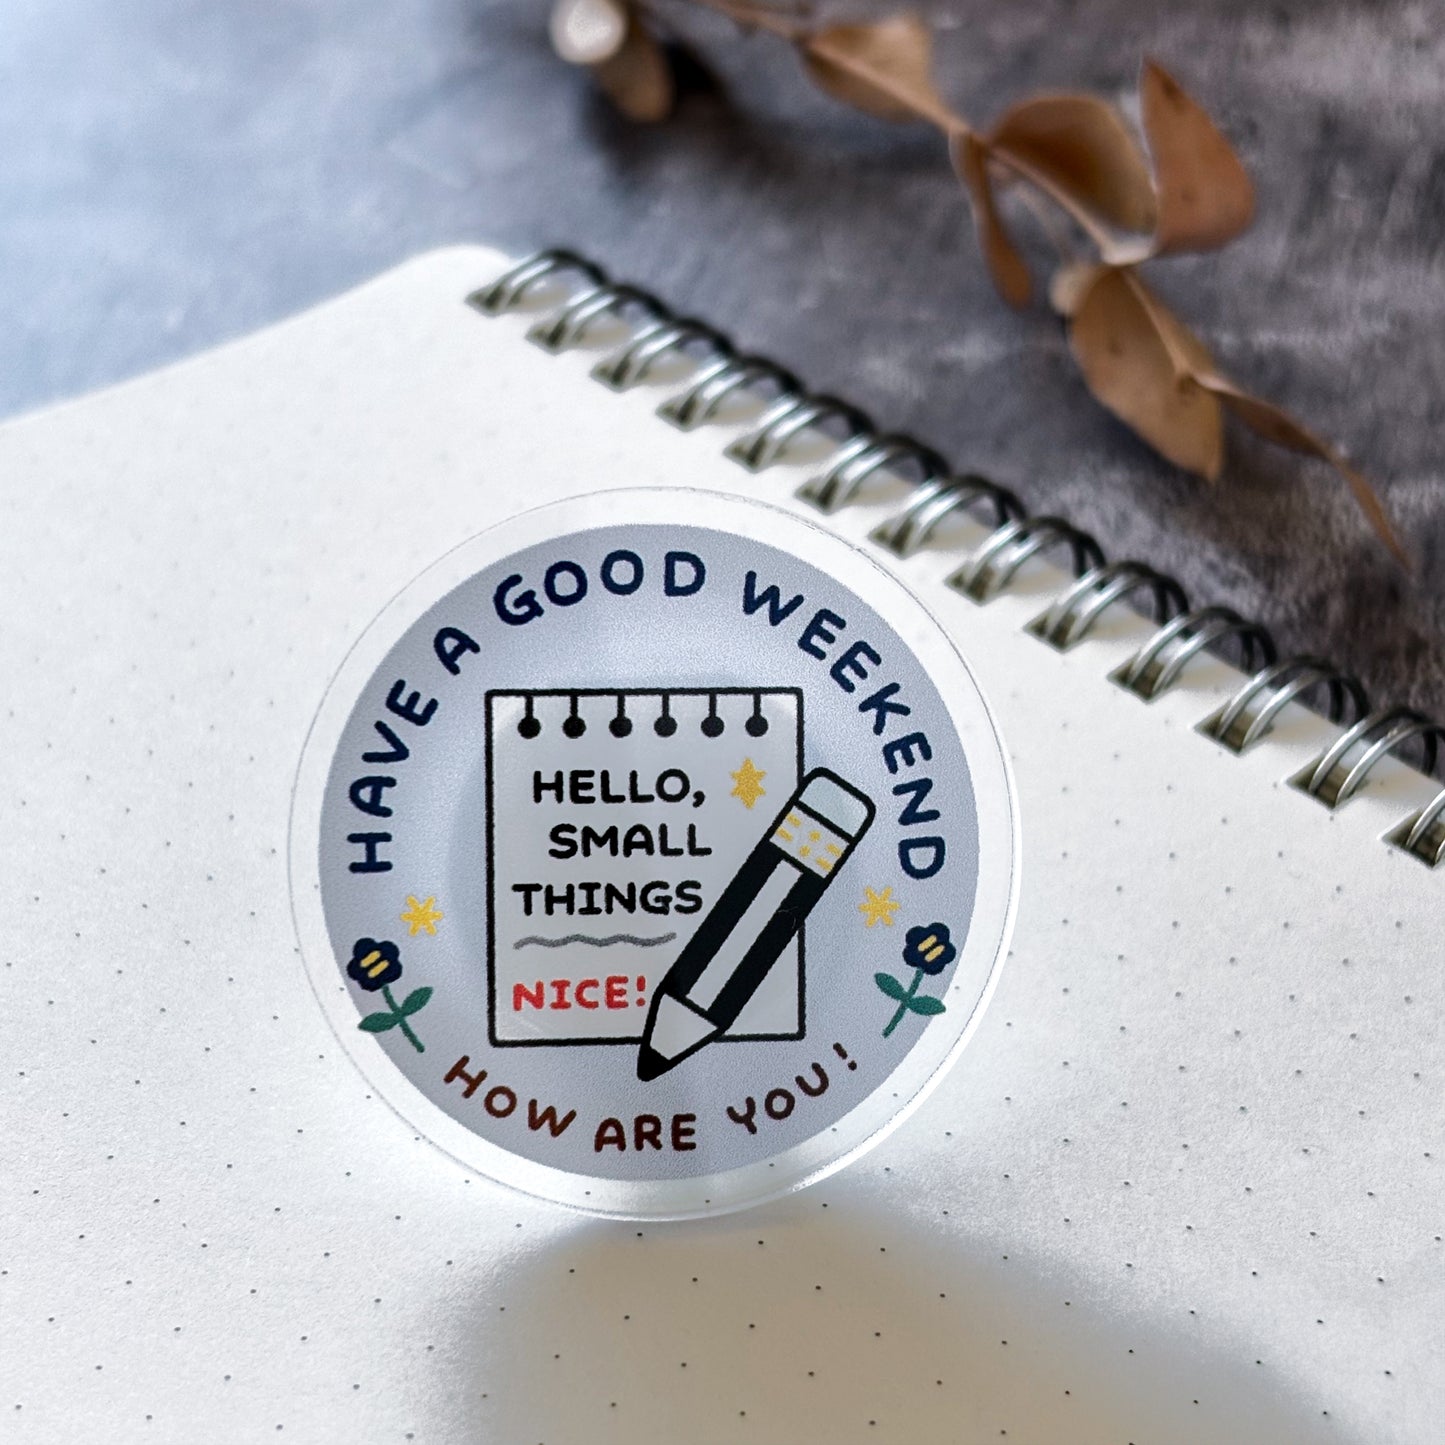 HAVE A GOOD WEEKEND
HELLO,
SMALL
THINGS
NICE!
HOW ARE YOU!